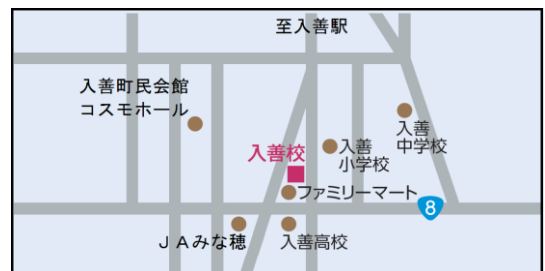 至入善駅
入善町民会館
コスモホール
入善
中学校
入善
小学校
入善校
ファミリーマート
8
ＪＡみな穂
入善高校